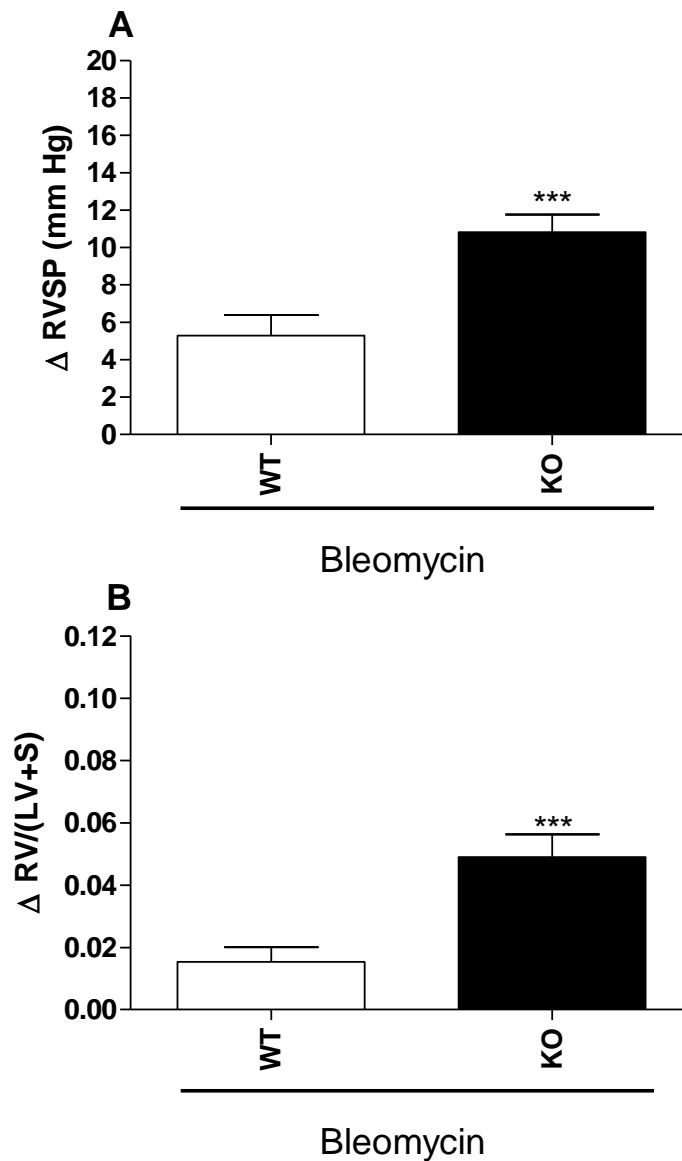 A
20
18
16
14
12
10
8
6
4
2
0
Δ RVSP (mm Hg)
***
WT
KO
Bleomycin
B
0.12
0.10
0.08
0.06
0.04
0.02
0.00
Δ RV/(LV+S)
***
WT
KO
Bleomycin